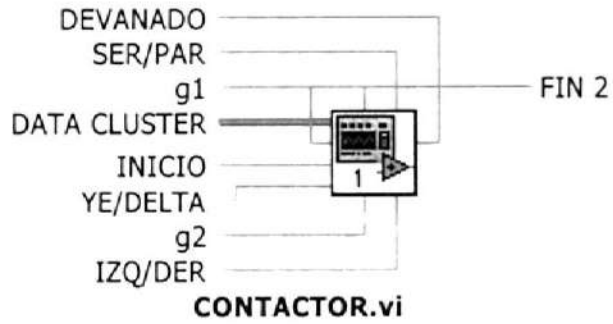 DEVANADO
SER/PAR
g1
FIN 2
DATA CLUSTER
INICIO
1
YE/DELTA
g2
IZQ/DER
CONTACTOR.vi